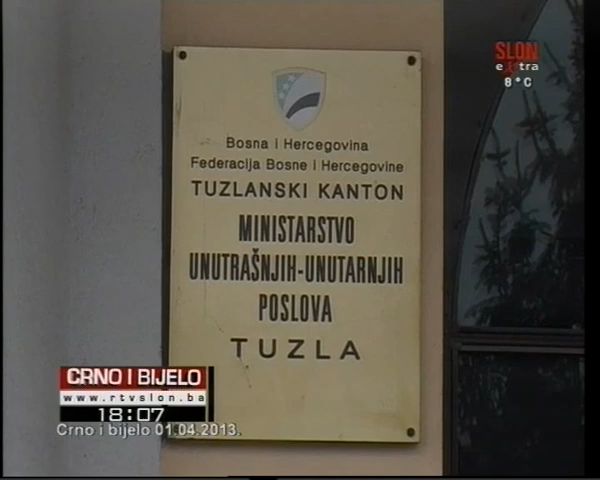 SLON
extra
8°C
Bosna i Hercegovina
Federacija Bosne i Hercegovine
TUZLANSKI KANTON
MINISTARSTVO
UNUTRAŠNJIH-UNUTARNJIH
POSLOVA
TUZLA
CRNO I BIJELO
www.rtvslon.ba
18:07
Crno i bijelo 01.04.2013.